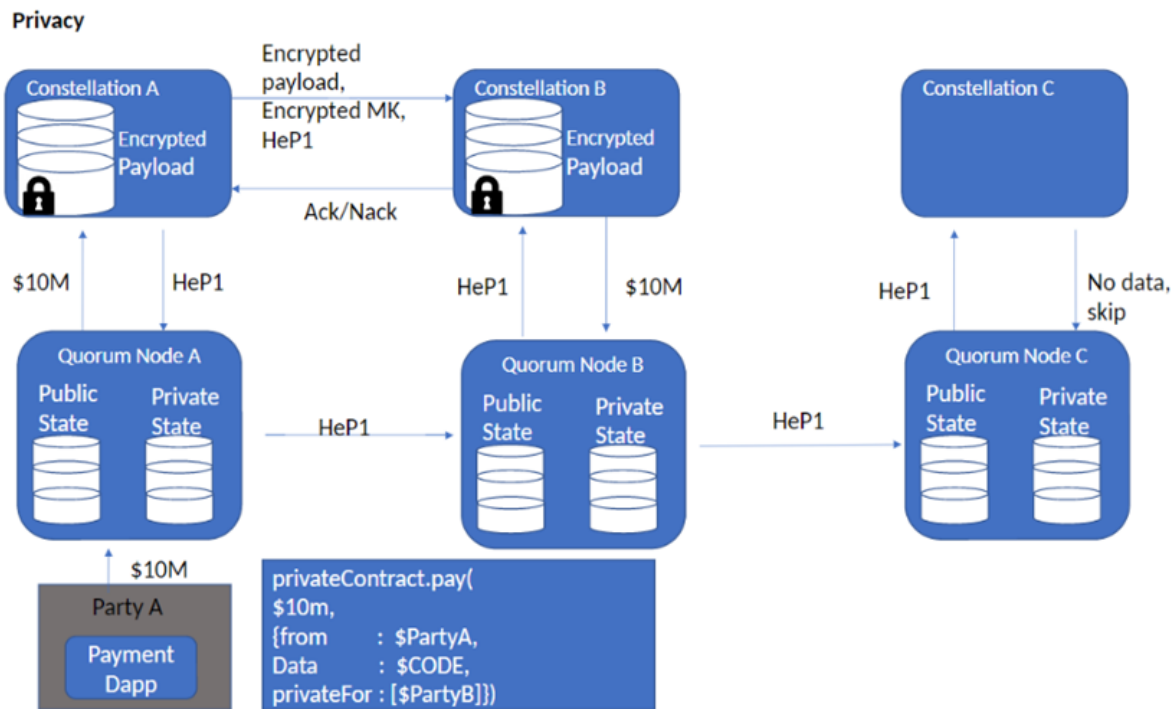 Privacy
Constellation A
Encrypted
Payload
Encrypted
payload,
Encrypted MK,
HeP1
Ack/Nack
Constellation B
Encrypted
Payload
Constellation C
$10M
HeP1
HeP1
$10M
HeP1
No data,
skip
Quorum Node A
Public
State
Private
State
HeP1
Quorum Node B
Public
State
Private
State
HeP1
Quorum Node C
Public
State
Private
State
$10M
Party A
Payment
Dapp
privateContract.pay(
$10m,
{from : $PartyA,
Data : $CODE,
privateFor : [$PartyB]})